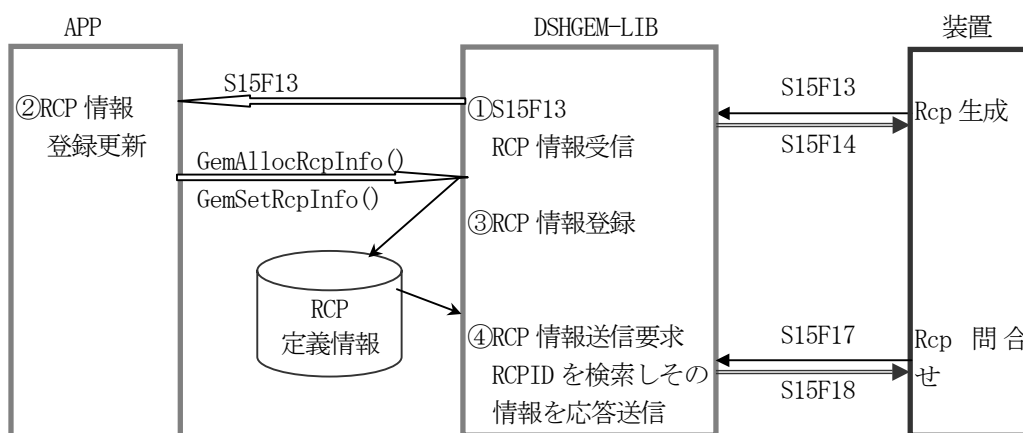 APP
DSHGEM-LIB
装置
S15F13
②RCP 情報
登録更新
GemAllocRcpInfo()
GemSetRcpInfo()
①S15F13
RCP 情報受信
③RCP 情報登録
RCP
定義情報
④RCP 情報送信要求
RCPID を検索しその
情報を応答送信
S15F13
S15F14
Rcp 生成
S15F17
S15F18
Rcp 問合
せ